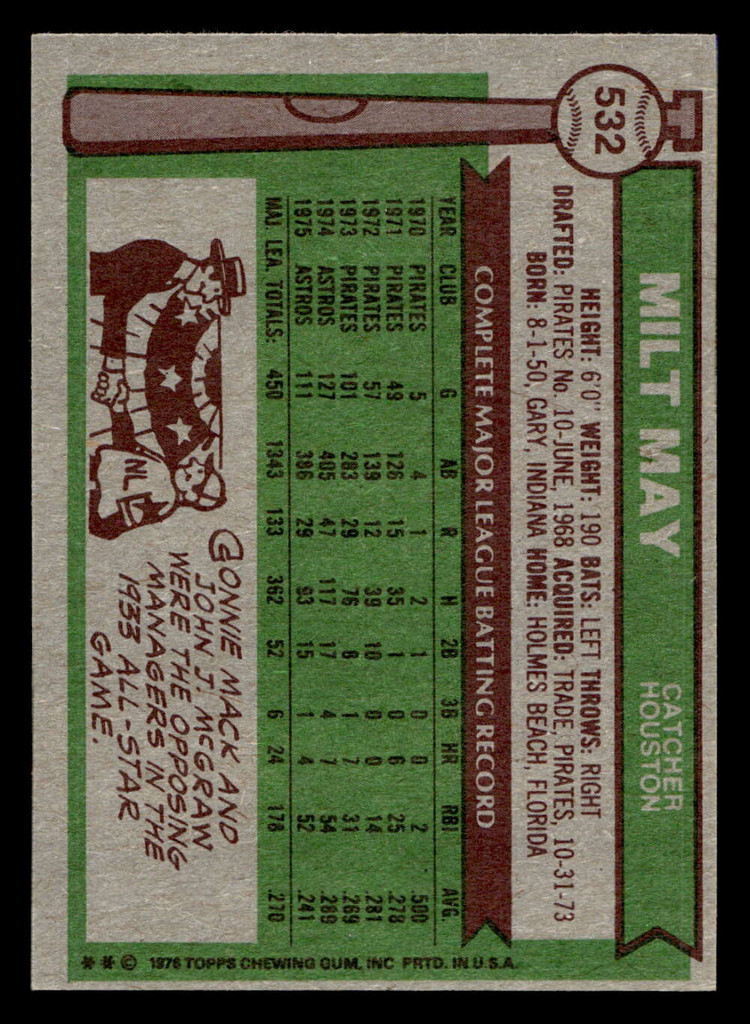 532
MILT MAY
CATCHER
HOUSTON
HEIGHT: 6'0" WEIGHT: 190 BATS: LEFT THROWS: RIGHT
DRAFTED: PIRATES No. 10-JUNE, 1968 ACQUIRED: TRADE, PIRATES, 10-31-73
BORN: 8-1-50, GARY, INDIANA HOME: HOLMES BEACH, FLORIDA
COMPLETE MAJOR LEAGUE BATTING RECORD
YEAR CLUB G AB R H 2B 3B HR RBI AVG.
1970 PIRATES 5 4 1 2 1 0 0 2 .500
1971 PIRATES 49 126 15 35 1 0 6 25 .278
1972 PIRATES 57 139 12 39 10 0 0 14 .281
1973 PIRATES 101 283 29 76 8 1 7 31 .269
1974 ASTROS 127 405 47 117 17 4 7 54 .289
1975 ASTROS 111 386 29 93 15 1 4 52 .241
MAJ. LEA. TOTALS: 450 1343 133 362 52 6 24 178 .270
NL
CONNIE MACK AND
JOHN J. McGRAW
WERE THE OPPOSING
MANAGERS IN THE
1933 ALL-STAR
GAME.
** © 1976 TOPPS CHEWING GUM, INC PRTD. IN U.S.A.